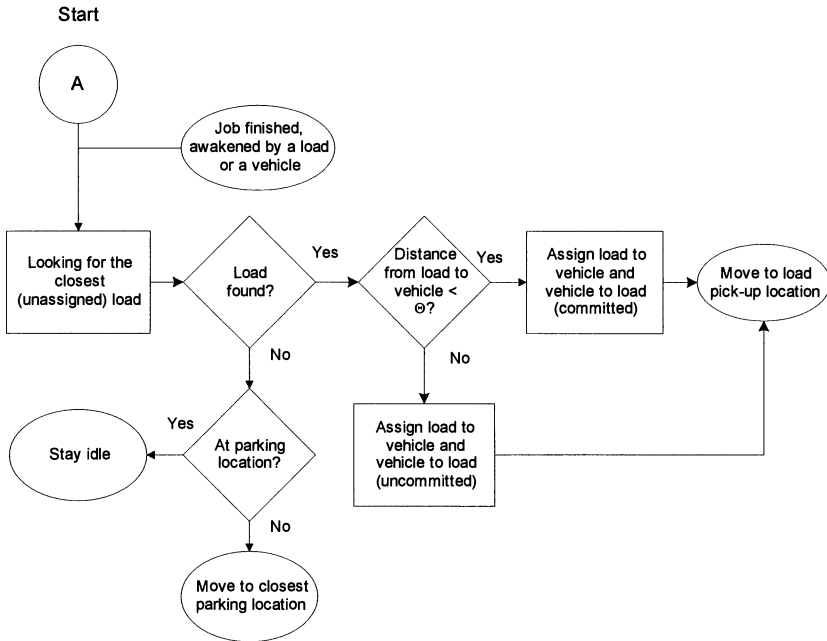 Start
A
Job finished,
awakened by a load
or a vehicle
Looking for the
closest
(unassigned) load
Load
found?
Yes
Distance
from load to
vehicle <
Θ?
Yes
Assign load to
vehicle and
vehicle to load
(committed)
Move to load
pick-up location
No
No
Assign load to
vehicle and
vehicle to load
(uncommitted)
At parking
location?
Yes
Stay idle
No
Move to closest
parking location